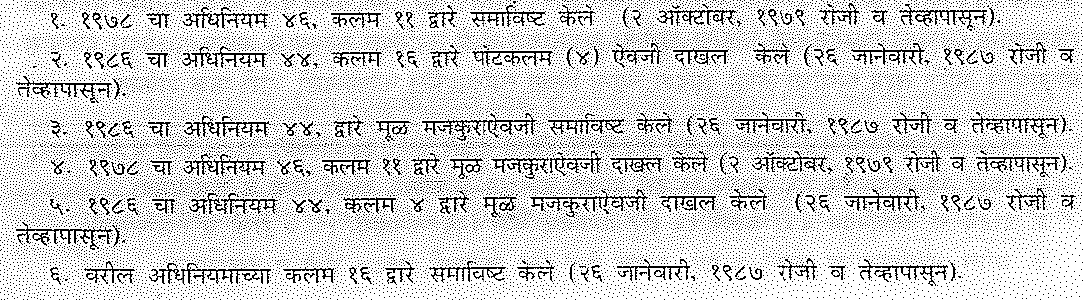 १. १९७८ चा अधिनियम ४६, कलम ११ द्वारे समाविष्ट केले (२ ऑक्टोबर, १९७९ रोजी व तेव्हापासून).
२. १९८६ चा अधिनियम ४४, कलम १६ द्वारे पोटकलम (४) ऐवजी दाखल केले (२६ जानेवारी, १९८७ रोजी व
तेव्हापासून).
३. १९८६ चा अधिनियम ४४, द्वारे मूळ मजकुराऐवजी समाविष्ट केले (२६ जानेवारी, १९८७ रोजी व तेव्हापासून).
४. १९७८ चा अधिनियम ४६, कलम ११ द्वारे मूळ मजकुराऐवजी दाखल केले (२ ऑक्टोबर, १९७९ रोजी व तेव्हापासून).
५. १९८६ चा अधिनियम ४४, कलम ४ द्वारे मूळ मजकुराऐवजी दाखल केले (२६ जानेवारी, १९८७ रोजी व
तेव्हापासून).
६. वरील अधिनियमाच्या कलम १६ द्वारे समाविष्ट केले (२६ जानेवारी, १९८७ रोजी व तेव्हापासून).